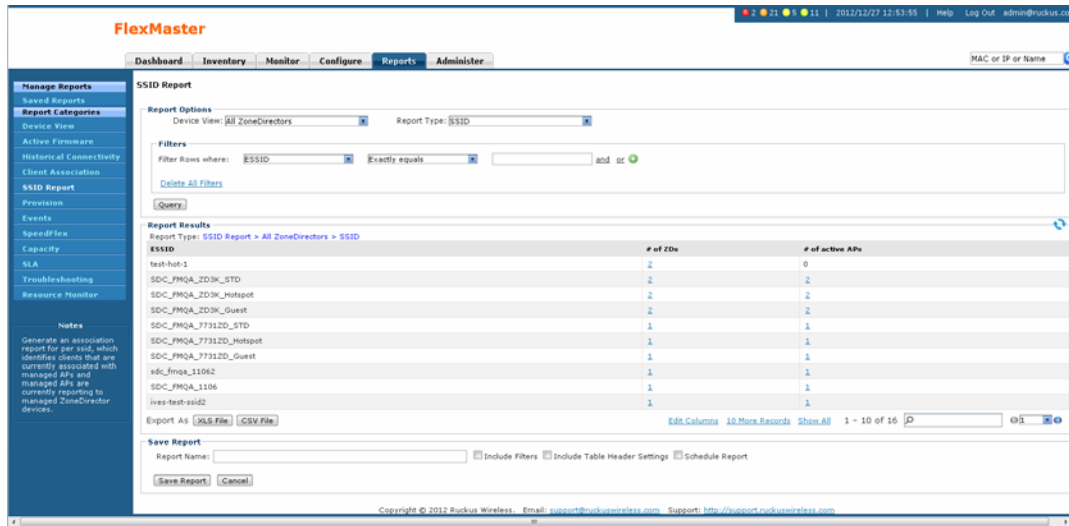 2 21 5 11 | 2012/12/27 12:53:55 | Help Log Out admin@ruckus.co
FlexMaster
Dashboard Inventory Monitor Configure Reports Administer
MAC or IP or Name
Manage Reports
Saved Reports
Report Categories
Device View
Active Firmware
Historical Connectivity
Client Association
SSID Report
Provision
Events
SpeedFlex
Capacity
SLA
Troubleshooting
Resource Monitor
Notes
Generate an association
report for per ssid, which
identifies clients that are
currently associated with
managed APs and
managed APs are
currently reporting to
managed ZoneDirector
devices.
SSID Report
Report Options
Device View: All ZoneDirectors Report Type: SSID
Filters
Filter Rows where: ESSID Exactly equals and or
Delete All Filters
Query
Report Results
Report Type: SSID Report > All ZoneDirectors > SSID
ESSID # of ZDs # of active APs
test-hot-1 2 0
SDC_FMQA_ZD3K_STD 2 2
SDC_FMQA_ZD3K_Hotspot 2 2
SDC_FMQA_ZD3K_Guest 2 2
SDC_FMQA_7731ZD_STD 1 1
SDC_FMQA_7731ZD_Hotspot 1 1
SDC_FMQA_7731ZD_Guest 1 1
sdc_fmqa_11062 1 1
SDC_FMQA_1106 1 1
ives-test-ssid2 1 1
Export As XLS File CSV File Edit Columns 10 More Records Show All 1 - 10 of 16 1
Save Report
Report Name: Include Filters Include Table Header Settings Schedule Report
Save Report Cancel
Copyright © 2012 Ruckus Wireless. Email: support@ruckuswireless.com Support: http://support.ruckuswireless.com